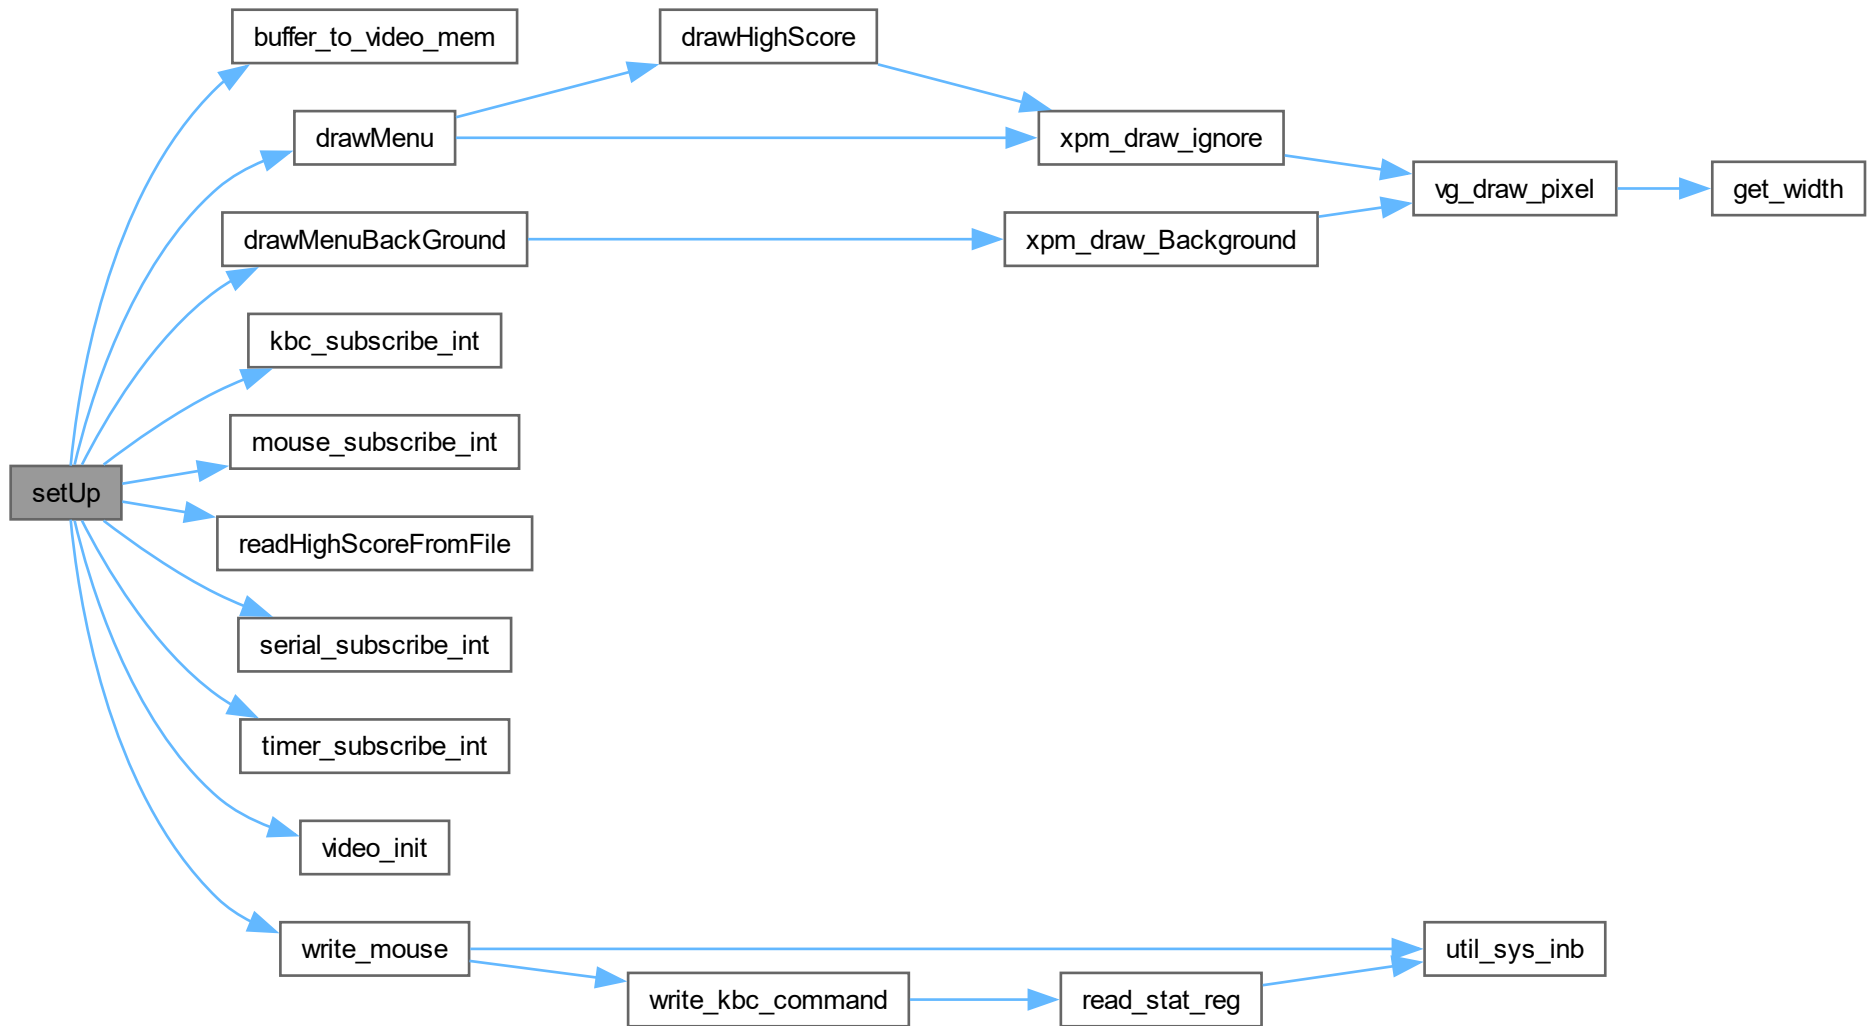 buffer_to_video_mem
drawHighScore
drawMenu
xpm_draw_ignore
vg_draw_pixel
get_width
drawMenuBackGround
xpm_draw_Background
kbc_subscribe_int
mouse_subscribe_int
setUp
readHighScoreFromFile
serial_subscribe_int
timer_subscribe_int
video_init
write_mouse
util_sys_inb
write_kbc_command
read_stat_reg